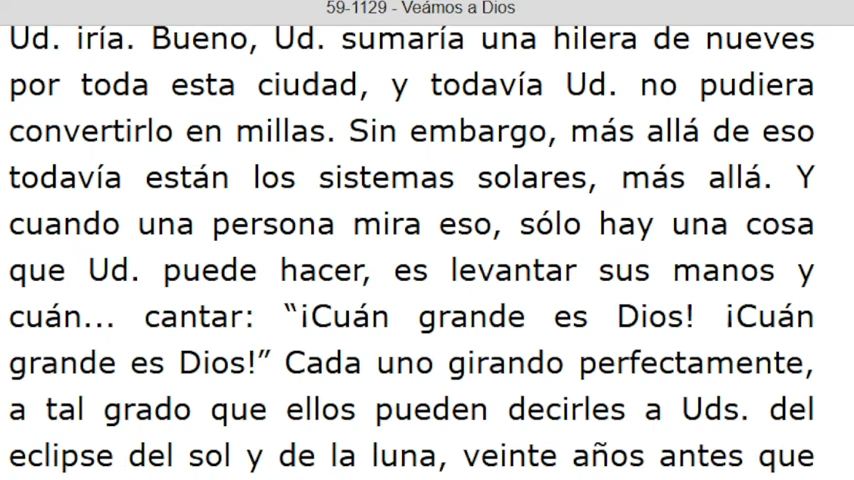 59-1129 - Veámos a Dios
Ud. iría. Bueno, Ud. sumaría una hilera de nueves
por toda esta ciudad, y todavía Ud. no pudiera
convertirlo en millas. Sin embargo, más allá de eso
todavía están los sistemas solares, más allá. Y
cuando una persona mira eso, sólo hay una cosa
que Ud. puede hacer, es levantar sus manos y
cuán... cantar: “¡Cuán grande es Dios! ¡Cuán
grande es Dios!” Cada uno girando perfectamente,
a tal grado que ellos pueden decirles a Uds. del
eclipse del sol y de la luna, veinte años antes que